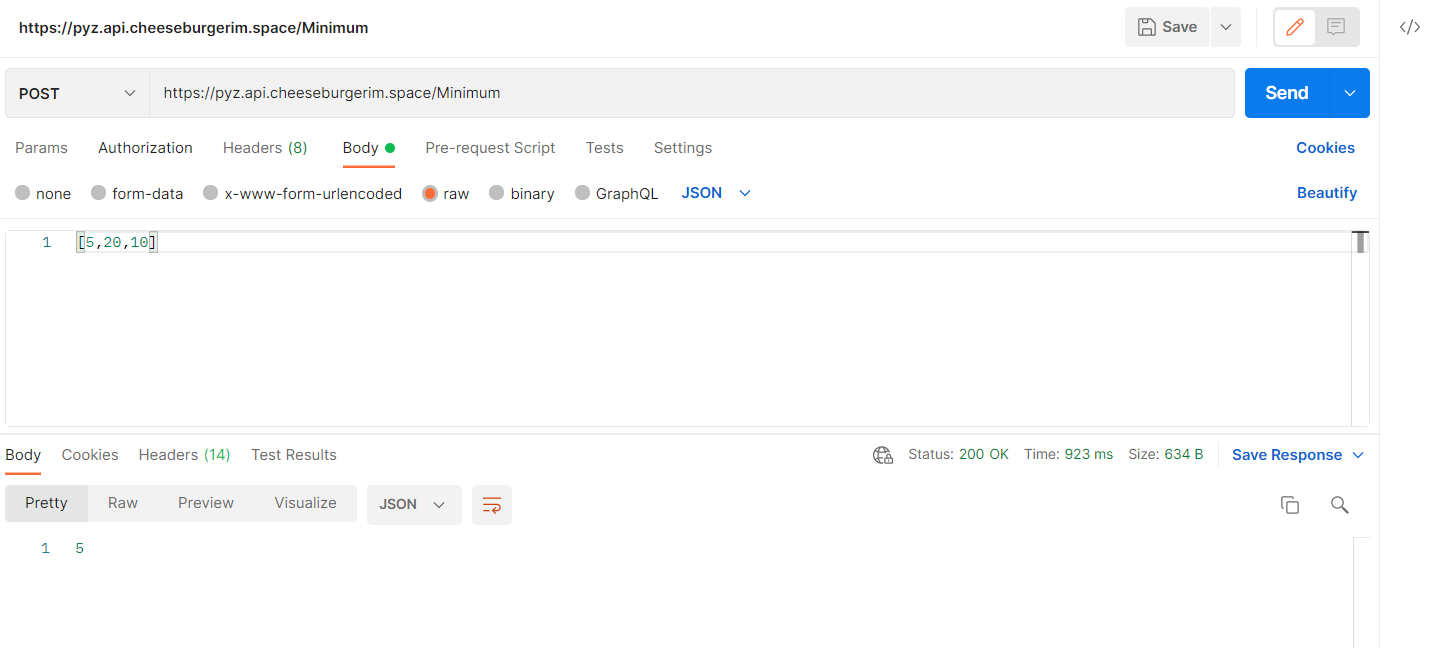 https://pyz.api.cheeseburgerim.space/Minimum
Save
POST
https://pyz.api.cheeseburgerim.space/Minimum
Send
Params Authorization Headers (8) Body Pre-request Script Tests Settings Cookies
none form-data x-www-form-urlencoded raw binary GraphQL JSON Beautify
1 [5,20,10]
Body Cookies Headers (14) Test Results Status: 200 OK Time: 923 ms Size: 634 B Save Response
Pretty Raw Preview Visualize JSON
1 5